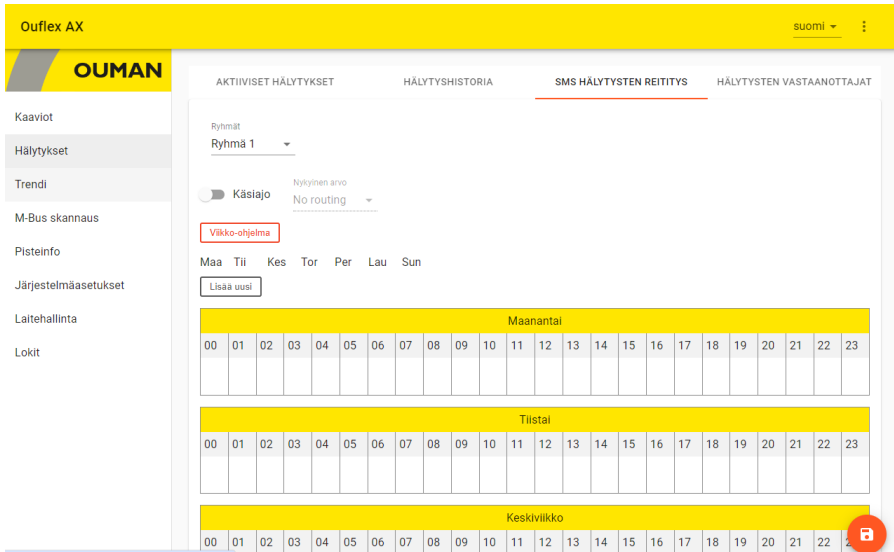 Ouflex AX
suomi
OUMAN
AKTIIVISET HÄLYTYKSET HÄLYTYSHISTORIA SMS HÄLYTYSTEN REITITYS HÄLYTYSTEN VASTAANOTTAJAT
Kaaviot
Hälytykset
Trendi
M-Bus skannaus
Pisteinfo
Järjestelmäasetukset
Laitehallinta
Lokit
Ryhmät
Ryhmä 1
Käsiajo
Nykyinen arvo
No routing
Viikko-ohjelma
Maa Tii Kes Tor Per Lau Sun
Lisää uusi
Maanantai
00 01 02 03 04 05 06 07 08 09 10 11 12 13 14 15 16 17 18 19 20 21 22 23
Tiistai
00 01 02 03 04 05 06 07 08 09 10 11 12 13 14 15 16 17 18 19 20 21 22 23
Keskiviikko
00 01 02 03 04 05 06 07 08 09 10 11 12 13 14 15 16 17 18 19 20 21 22